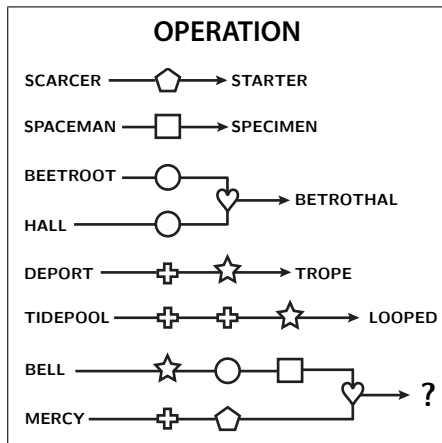 OPERATION
SCARCER STARTER
SPACEMAN SPECIMEN
BEETROOT
BETROTHAL
HALL
DEPORT TROPE
TIDEPOOL LOOPED
BELL
?
MERCY